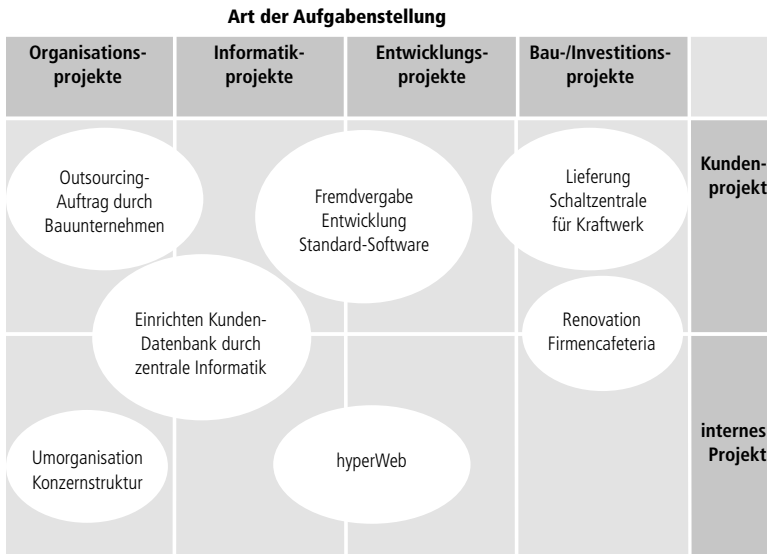 Art der Aufgabenstellung
Organisations-
projekte
Informatik-
projekte
Entwicklungs-
projekte
Bau-/Investitions-
projekte
Kunden-
projekt
Outsourcing-
Auftrag durch
Bauunternehmen
Fremdvergabe
Entwicklung
Standard-Software
Lieferung
Schaltzentrale
für Kraftwerk
Einrichten Kunden-
Datenbank durch
zentrale Informatik
Renovation
Firmencafeteria
internes
Projekt
Umorganisation
Konzernstruktur
hyperWeb